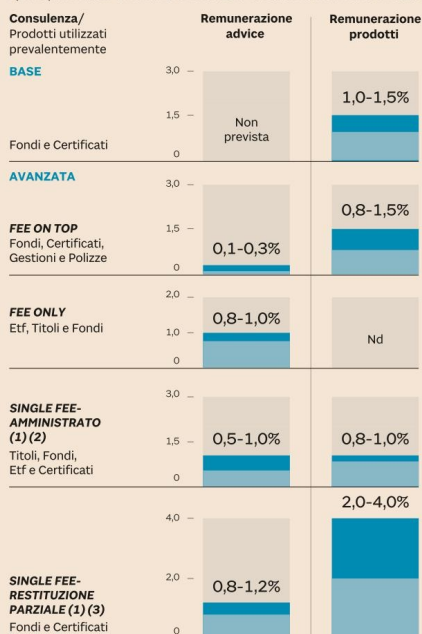 Consulenza/
Prodotti utilizzati
prevalentemente
Remunerazione
advice
Remunerazione
prodotti
BASE
Fondi e Certificati
3,0
1,5
0
Non
prevista
1,0-1,5%
AVANZATA
FEE ON TOP
Fondi, Certificati,
Gestioni e Polizze
3,0
1,5
0
0,1-0,3%
0,8-1,5%
FEE ONLY
Etf, Titoli e Fondi
2,0
1,0
0
0,8-1,0%
Nd
SINGLE FEE-
AMMINISTRATO
(1) (2)
Titoli, Fondi,
Etf e Certificati
3,0
1,5
0
0,5-1,0%
0,8-1,0%
SINGLE FEE-
RESTITUZIONE
PARZIALE (1) (3)
Fondi e Certificati
4,0
2,0
0
0,8-1,2%
2,0-4,0%